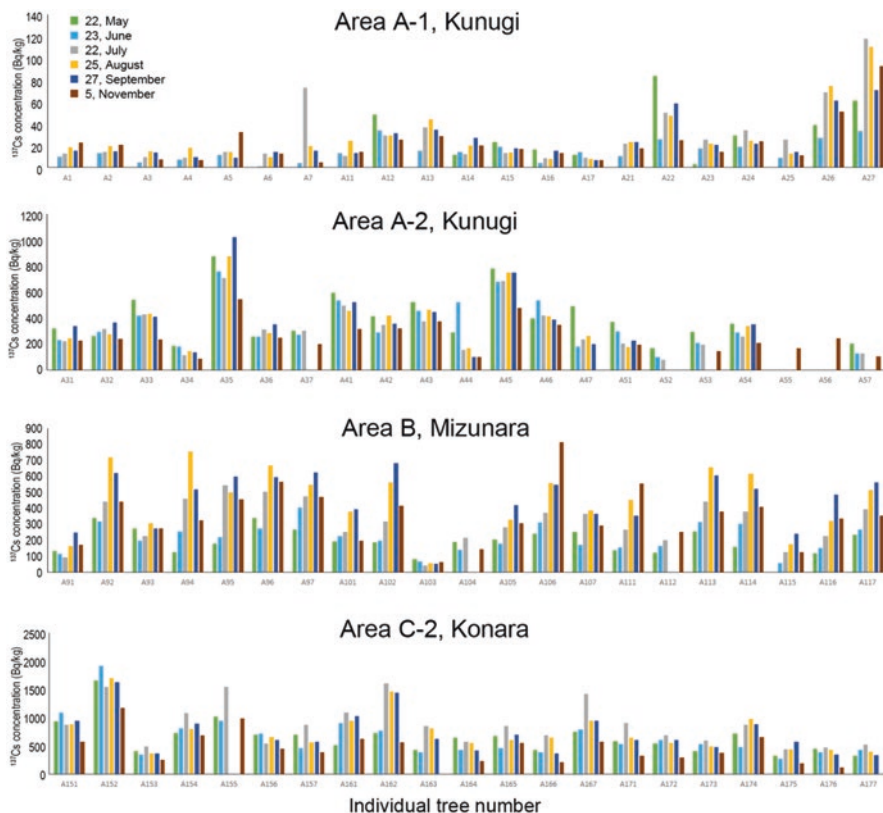 Area A-1, Kunugi
¹³⁷Cs concentration (Bq/kg)
140
120
100
80
60
40
20
0
22, May
23, June
22, July
25, August
27, September
5, November
A1 A2 A3 A4 A5 A6 A7 A11 A12 A13 A14 A15 A16 A17 A21 A22 A23 A24 A25 A26 A27
Area A-2, Kunugi
¹³⁷Cs concentration (Bq/kg)
1200
1000
800
600
400
200
0
A31 A32 A33 A34 A35 A36 A37 A41 A42 A43 A44 A45 A46 A47 A51 A52 A53 A54 A55 A56 A57
Area B, Mizunara
¹³⁷Cs concentration (Bq/kg)
900
800
700
600
500
400
300
200
100
0
A91 A92 A93 A94 A95 A96 A97 A101 A102 A103 A104 A105 A106 A107 A111 A112 A113 A114 A115 A116 A117
Area C-2, Konara
¹³⁷Cs concentration (Bq/kg)
2500
2000
1500
1000
500
0
A151 A152 A153 A154 A155 A156 A157 A161 A162 A163 A164 A165 A166 A167 A171 A172 A173 A174 A175 A176 A177
Individual tree number